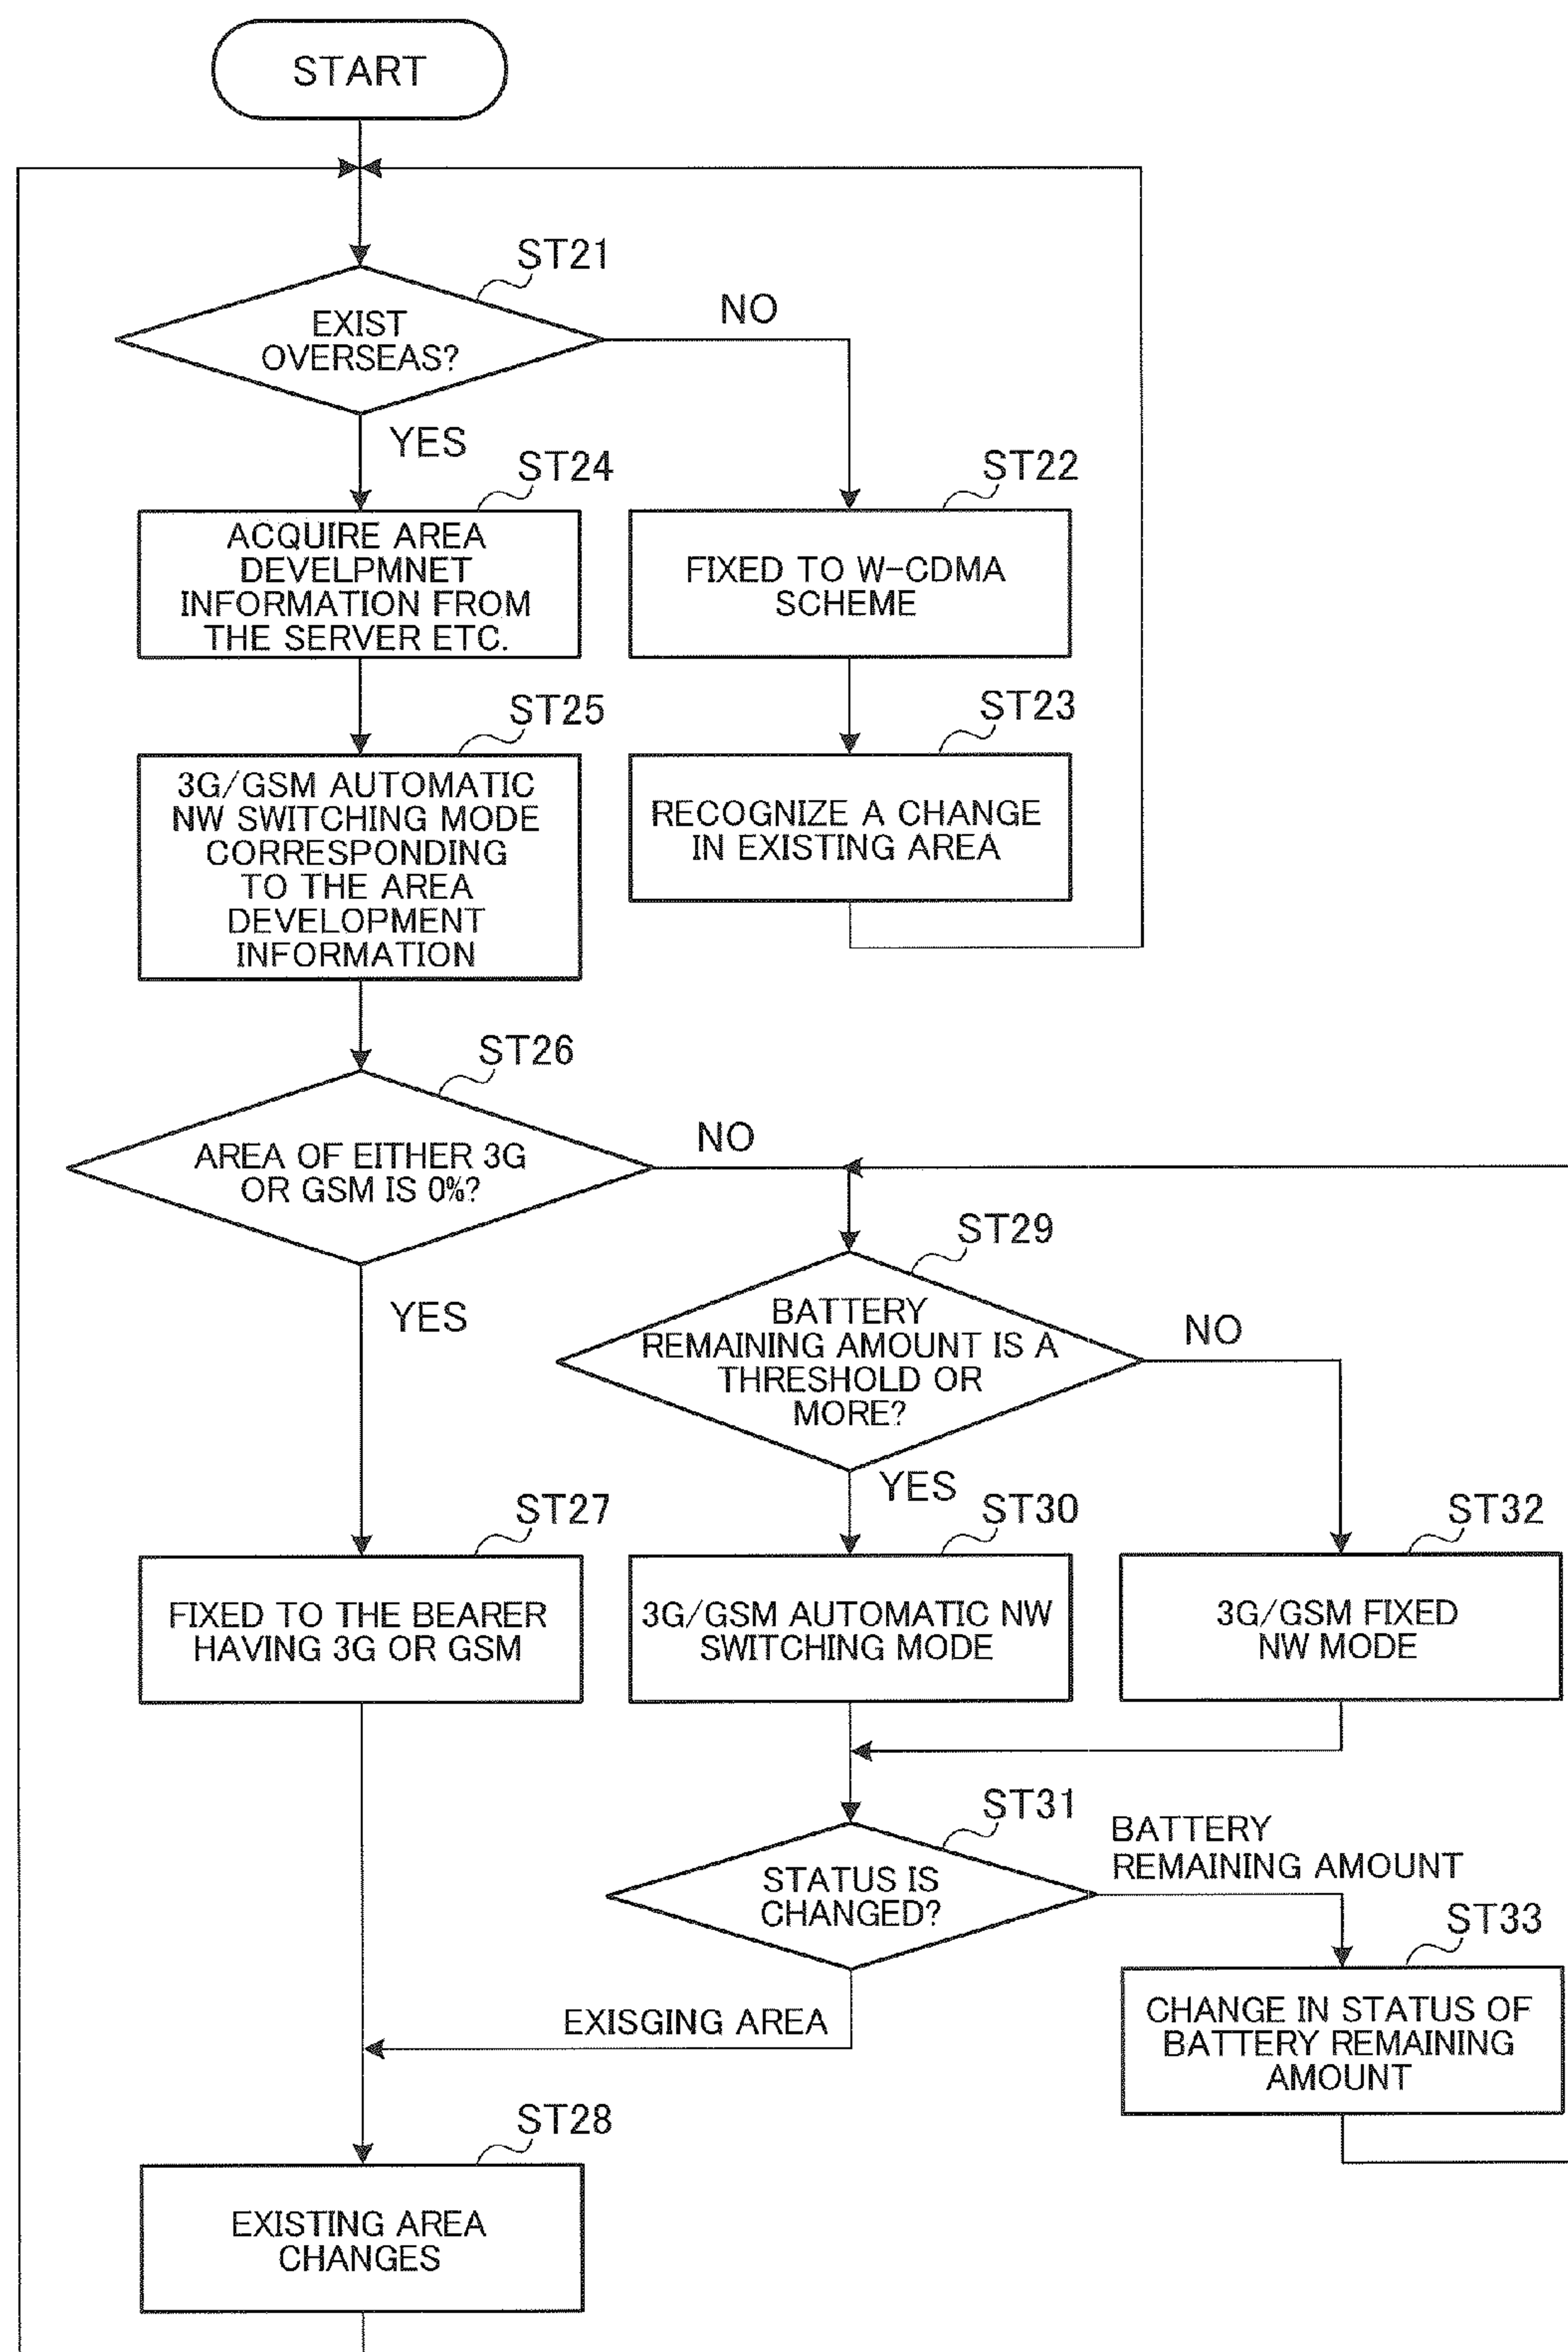 START
ST21
EXIST
OVERSEAS?
NO
YES
ST24
ACQUIRE AREA
DEVELPMNET
INFORMATION FROM
THE SERVER ETC.
ST22
FIXED TO W-CDMA
SCHEME
ST25
3G/GSM AUTOMATIC
NW SWITCHING MODE
CORRESPONDING
TO THE AREA
DEVELOPMENT
INFORMATION
ST23
RECOGNIZE A CHANGE
IN EXISTING AREA
ST26
AREA OF EITHER 3G
OR GSM IS 0%?
NO
YES
ST29
BATTERY
REMAINING AMOUNT IS A
THRESHOLD OR
MORE?
NO
YES
ST27
FIXED TO THE BEARER
HAVING 3G OR GSM
ST30
3G/GSM AUTOMATIC NW
SWITCHING MODE
ST32
3G/GSM FIXED
NW MODE
ST31
STATUS IS
CHANGED?
BATTERY
REMAINING AMOUNT
ST33
CHANGE IN STATUS OF
BATTERY REMAINING
AMOUNT
EXISGING AREA
ST28
EXISTING AREA
CHANGES